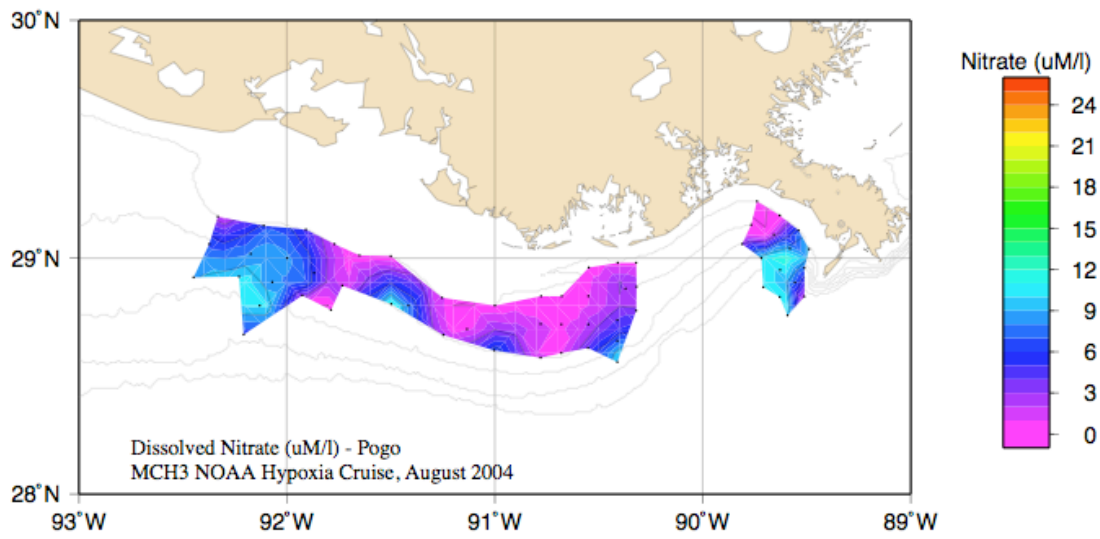 30˚N
29˚N
28˚N
93˚W
92˚W
91˚W
90˚W
89˚W
Dissolved Nitrate (uM/l) - Pogo
MCH3 NOAA Hypoxia Cruise, August 2004
Nitrate (uM/l)
24
21
18
15
12
9
6
3
0